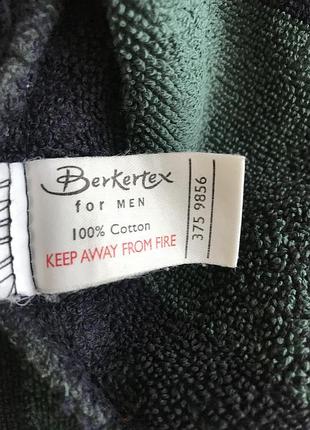 Berkertex
for MEN
100% Cotton
KEEP AWAY FROM FIRE
375 9856